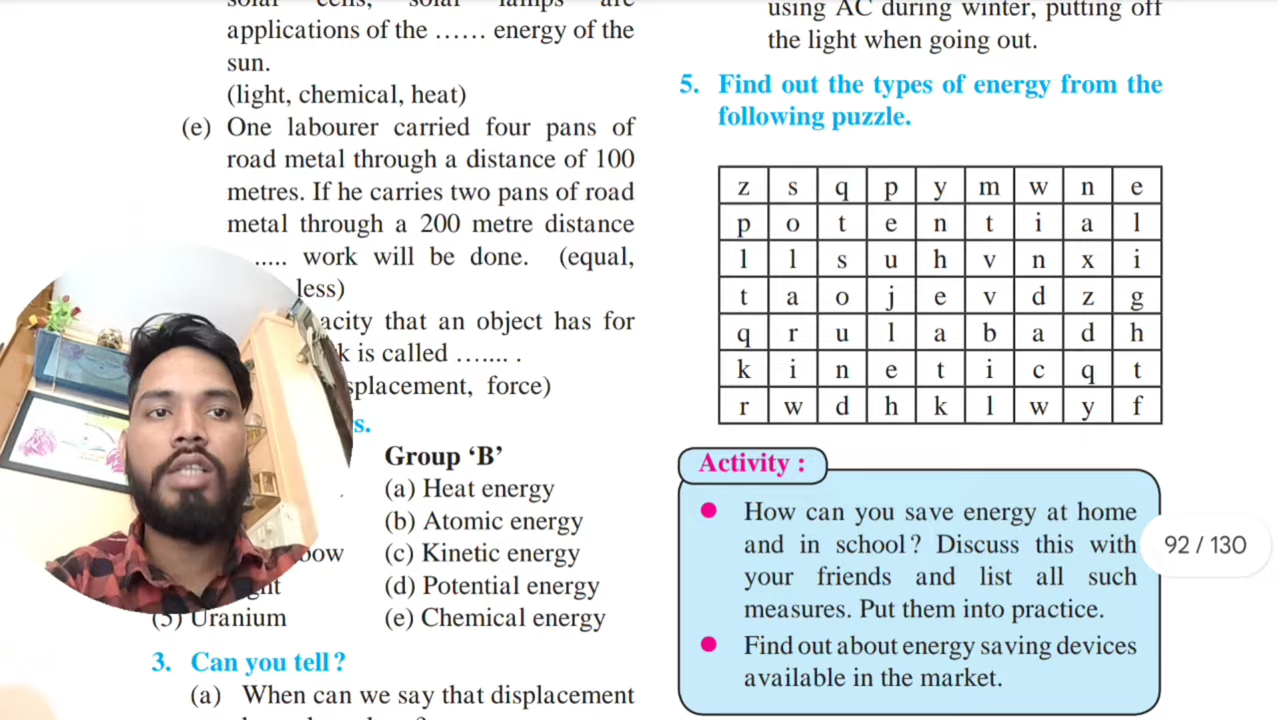 applications of the ...... energy of the
sun.
(light, chemical, heat)
(e) One labourer carried four pans of
road metal through a distance of 100
metres. If he carries two pans of road
metal through a 200 metre distance
..... work will be done. (equal,
less)
acity that an object has for
k is called ....... .
splacement, force)
s.
Group ‘B’
(a) Heat energy
(b) Atomic energy
(c) Kinetic energy
(d) Potential energy
(5) Uranium (e) Chemical energy
3. Can you tell?
(a) When can we say that displacement
using AC during winter, putting off
the light when going out.
5. Find out the types of energy from the
following puzzle.
z s q p y m w n e
p o t e n t i a l
l l s u h v n x i
t a o j e v d z g
q r u l a b a d h
k i n e t i c q t
r w d h k l w y f
Activity :
• How can you save energy at home
and in school? Discuss this with
your friends and list all such
measures. Put them into practice.
• Find out about energy saving devices
available in the market.
92 / 130